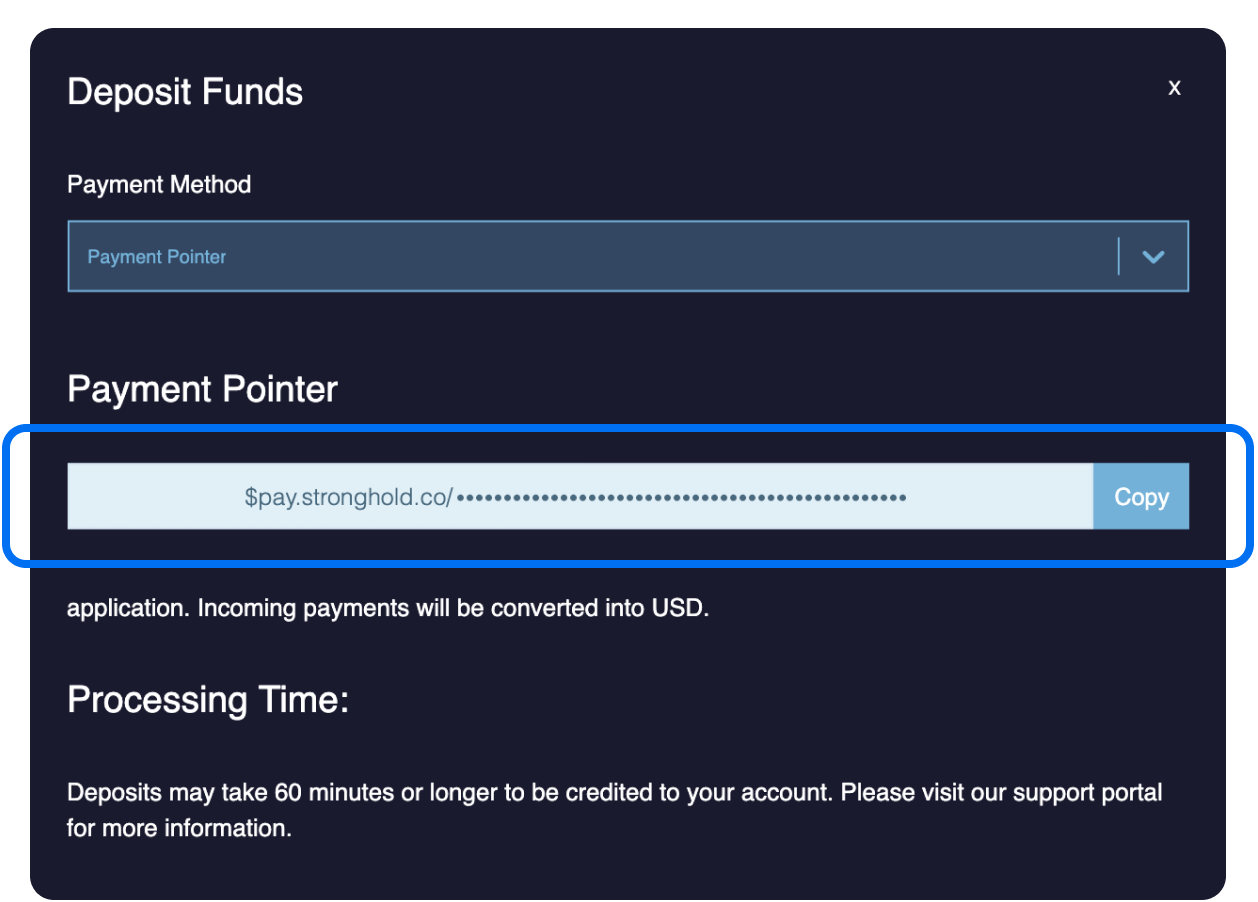 Deposit Funds
x
Payment Method
Payment Pointer
Payment Pointer
$pay.stronghold.co/••••••••••••••••••••••••••••••••••••••••••••••••
Copy
application. Incoming payments will be converted into USD.
Processing Time:
Deposits may take 60 minutes or longer to be credited to your account. Please visit our support portal
for more information.